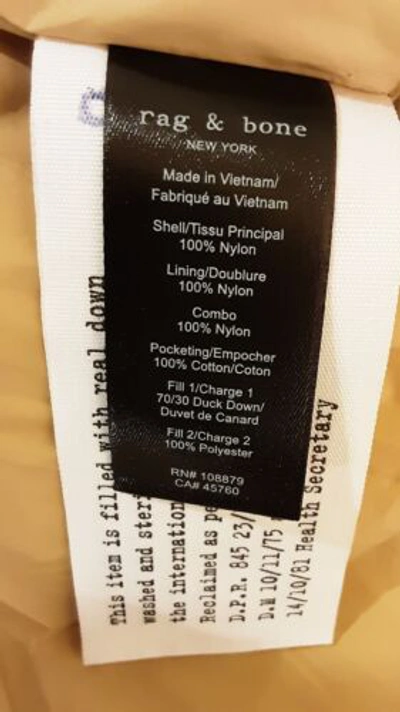 rag & bone
NEW YORK
Made in Vietnam/
Fabriqué au Vietnam
Shell/Tissu Principal
100% Nylon
Lining/Doublure
100% Nylon
Combo
100% Nylon
Pocketing/Empocher
100% Cotton/Coton
Fill 1/Charge 1
70/30 Duck Down/
Duvet de Canard
Fill 2/Charge 2
100% Polyester
RN# 108879
CA# 45760
This item is filled with real down
washed and
the
Reclaimed as
D.P.R. 845 23/
D.M 10/11/75
14/10/81 Health Secretary